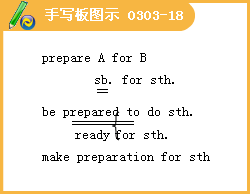 手写板图示 0303-18
prepare A for B
sb. for sth.
be prepared to do sth.
ready for sth.
make preparation for sth